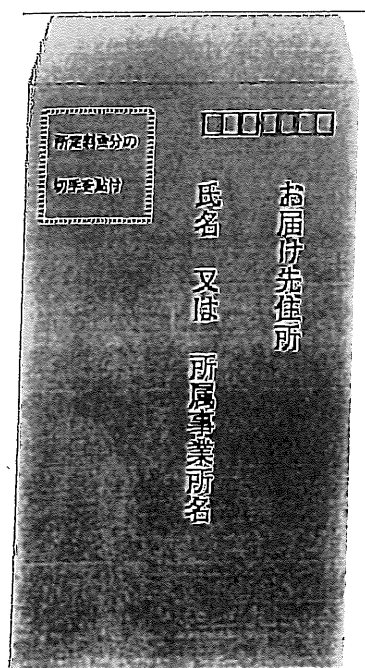 所定料金分の
切手を貼付
お届け先住所
氏名 又は 所属事業所名